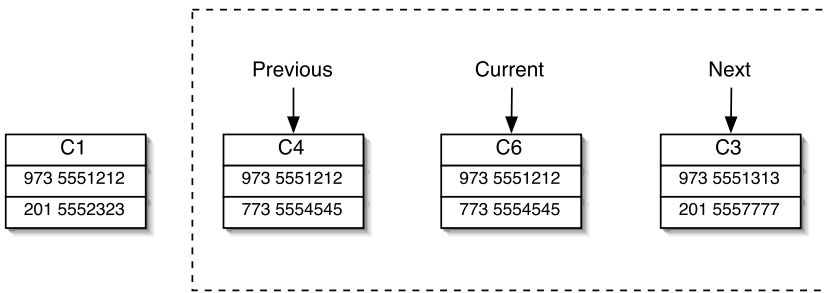 Previous Current Next
C1 C4 C6 C3
973 5551212 973 5551212 973 5551212 973 5551313
201 5552323 773 5554545 773 5554545 201 5557777